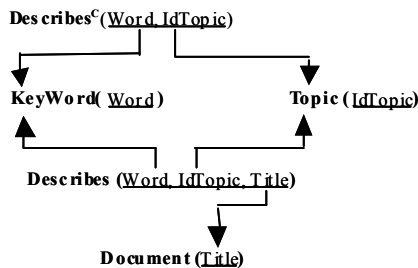 Describesᶜ(Word, IdTopic)
KeyWord( Word ) Topic (IdTopic)
Describes (Word, IdTopic, Title)
Document (Title)